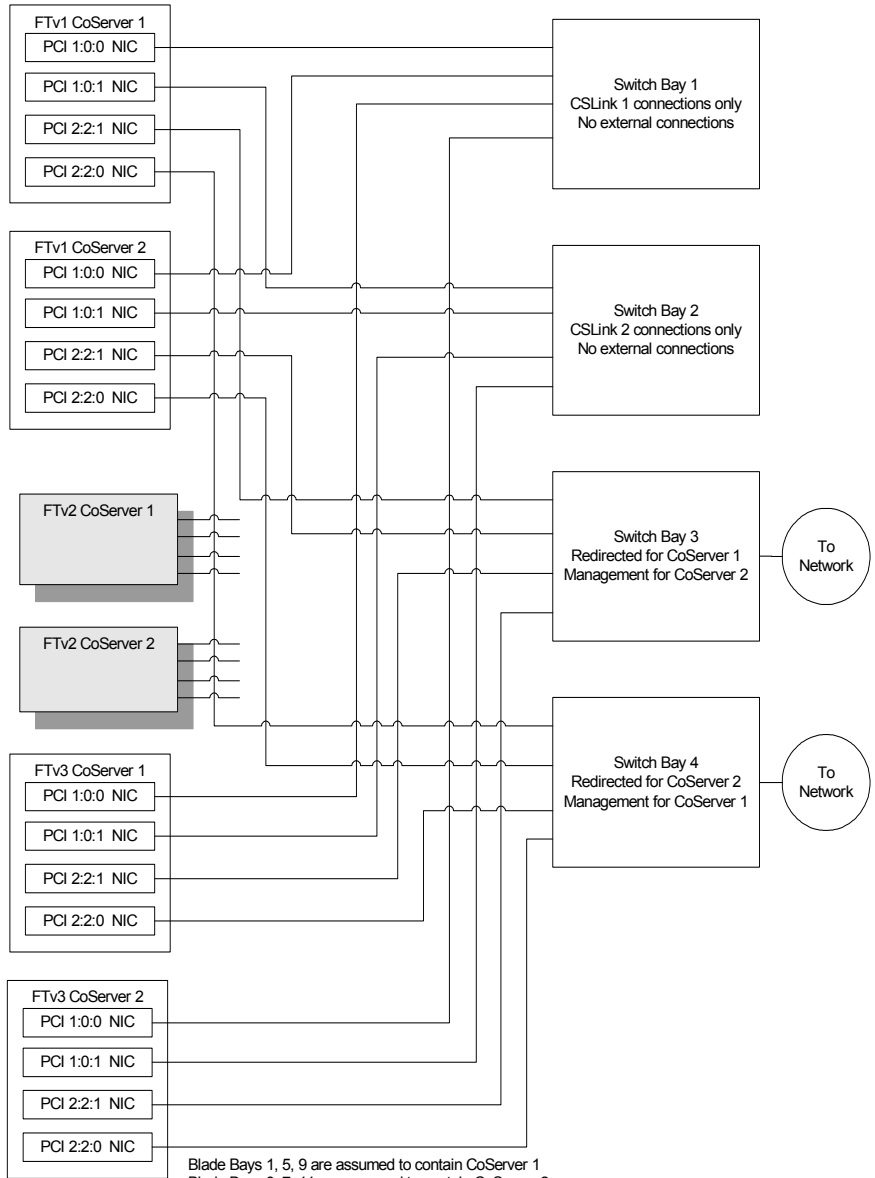 FTv1 CoServer 1
PCI 1:0:0 NIC
PCI 1:0:1 NIC
PCI 2:2:1 NIC
PCI 2:2:0 NIC
Switch Bay 1
CSLink 1 connections only
No external connections
FTv1 CoServer 2
PCI 1:0:0 NIC
PCI 1:0:1 NIC
PCI 2:2:1 NIC
PCI 2:2:0 NIC
Switch Bay 2
CSLink 2 connections only
No external connections
FTv2 CoServer 1
Switch Bay 3
Redirected for CoServer 1
Management for CoServer 2
To
Network
FTv2 CoServer 2
Switch Bay 4
Redirected for CoServer 2
Management for CoServer 1
To
Network
FTv3 CoServer 1
PCI 1:0:0 NIC
PCI 1:0:1 NIC
PCI 2:2:1 NIC
PCI 2:2:0 NIC
FTv3 CoServer 2
PCI 1:0:0 NIC
PCI 1:0:1 NIC
PCI 2:2:1 NIC
PCI 2:2:0 NIC
Blade Bays 1, 5, 9 are assumed to contain CoServer 1